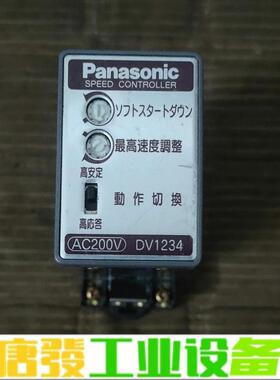 Panasonic
SPEED CONTROLLER
ソフトスタートダウン
最高速度調整
高安定
動作切換
高応答
AC200V DV1234
唐發工业设备